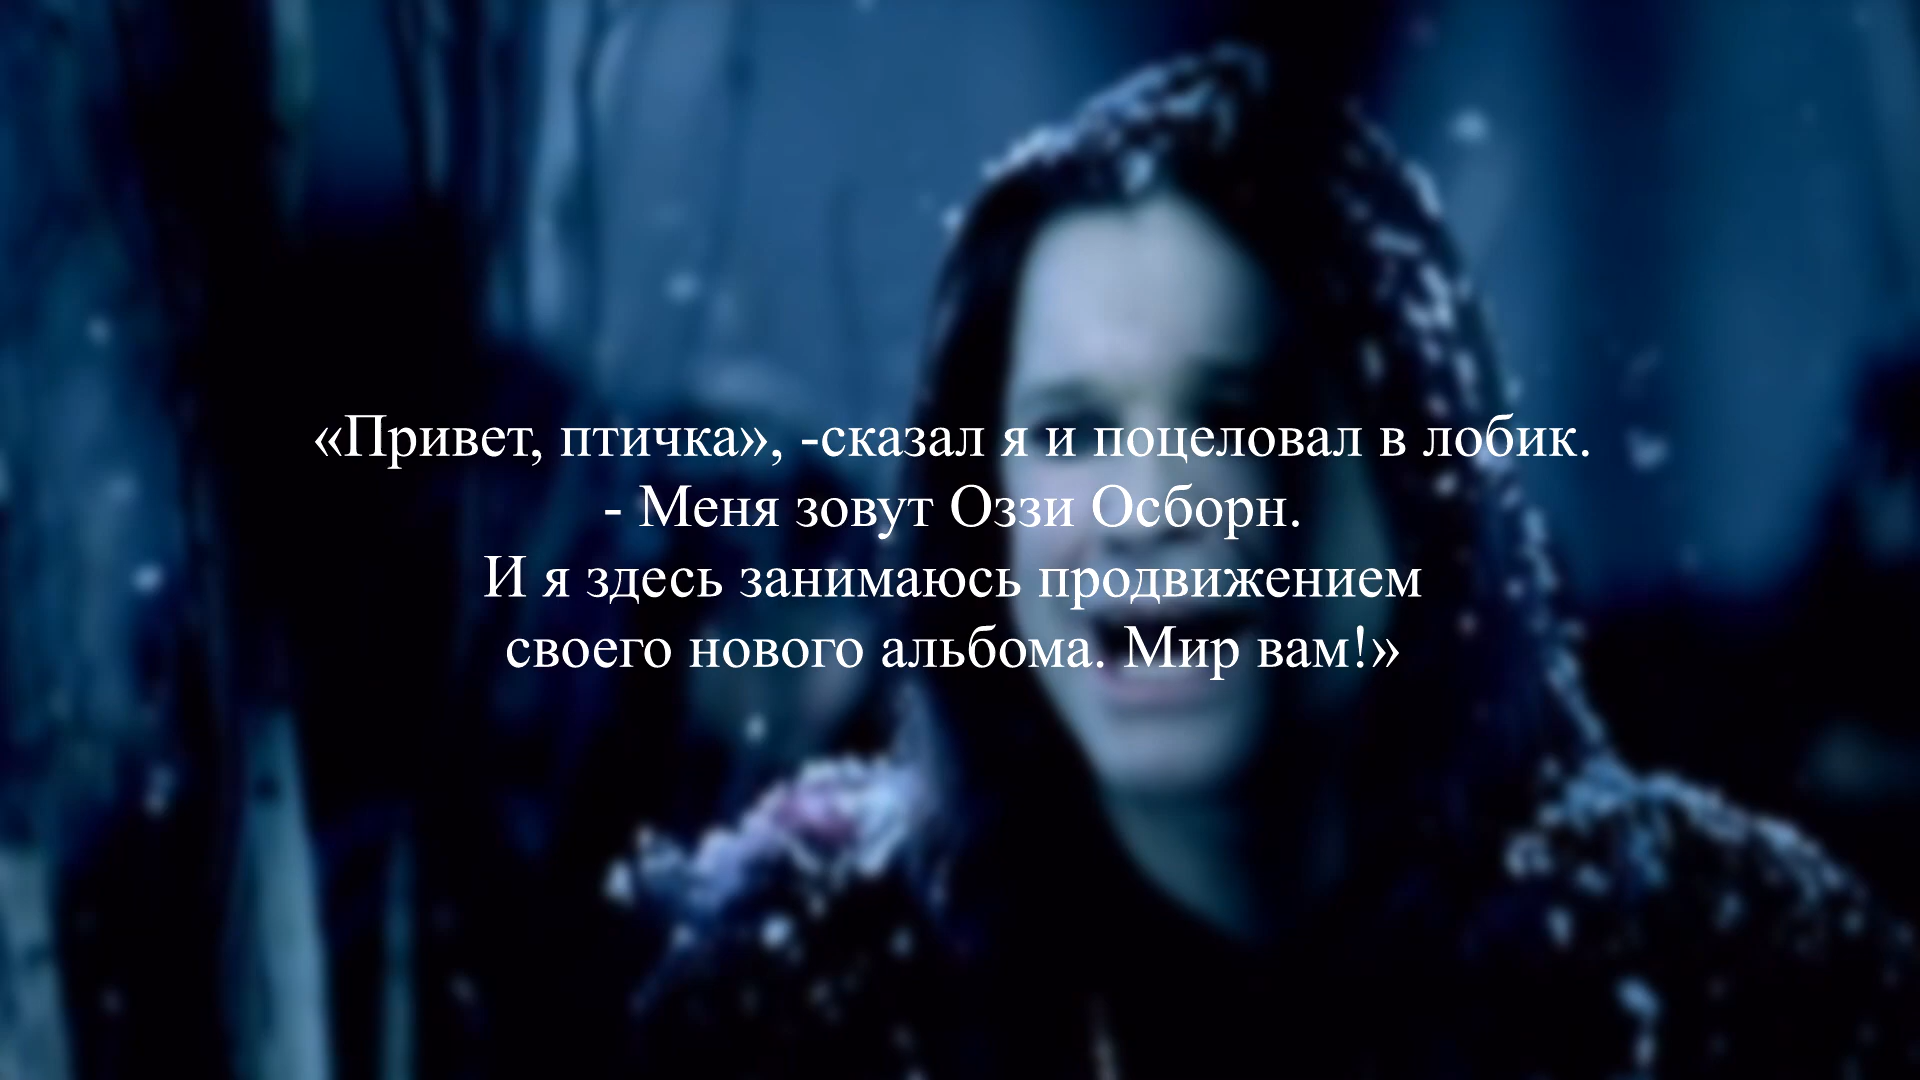 «Привет, птичка», -сказал я и поцеловал в лобик.
- Меня зовут Оззи Осборн.
И я здесь занимаюсь продвижением
своего нового альбома. Мир вам!»